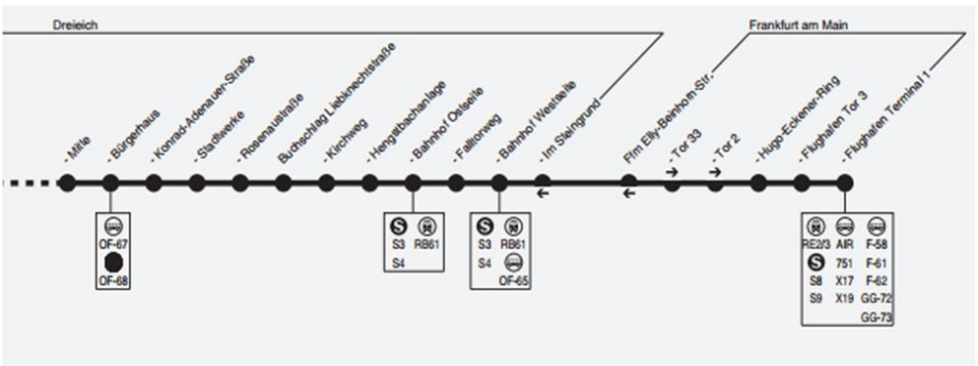 Dreieich
Frankfurt am Main
- Mitte
- Bürgerhaus
- Konrad-Adenauer-Straße
- Stadtwerke
- Rosenaustraße
Buchschlag Liebknechtstraße
- Kirchweg
- Hengstbachanlage
- Bahnhof Ostseite
- Falltorweg
- Bahnhof Westseite
- Im Steingrund
Ffm Elly-Beinhorn-Str.
- Tor 33
- Tor 2
- Hugo-Eckener-Ring
- Flughafen Tor 3
- Flughafen Terminal 1
OF-67
OF-68
S
S3 RB61
S4
S
S3 RB61
S4
OF-65
RE2/3 AIR F-58
S 751 F-61
S8 X17 F-62
S9 X19 GG-72
GG-73